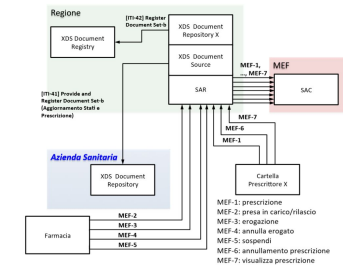 Regione
[ITI-42] Register
Document Set-b
XDS Document
Repository X
XDS Document
Registry
XDS Document
Source
MEF-1,
MEF-7
MEF
SAR
SAC
[ITI-41] Provide and
Register Document Set-b
(Aggiornamento Stati e
Prescrizione)
MEF-7
MEF-6
MEF-1
Azienda Sanitaria
XDS Document
Repository
Cartella
Prescrittore X
MEF-2
MEF-3
MEF-4
MEF-5
Farmacia
MEF-1: prescrizione
MEF-2: presa in carico/rilascio
MEF-3: erogazione
MEF-4: annulla erogato
MEF-5: sospendi
MEF-6: annullamento prescrizione
MEF-7: visualizza prescrizione